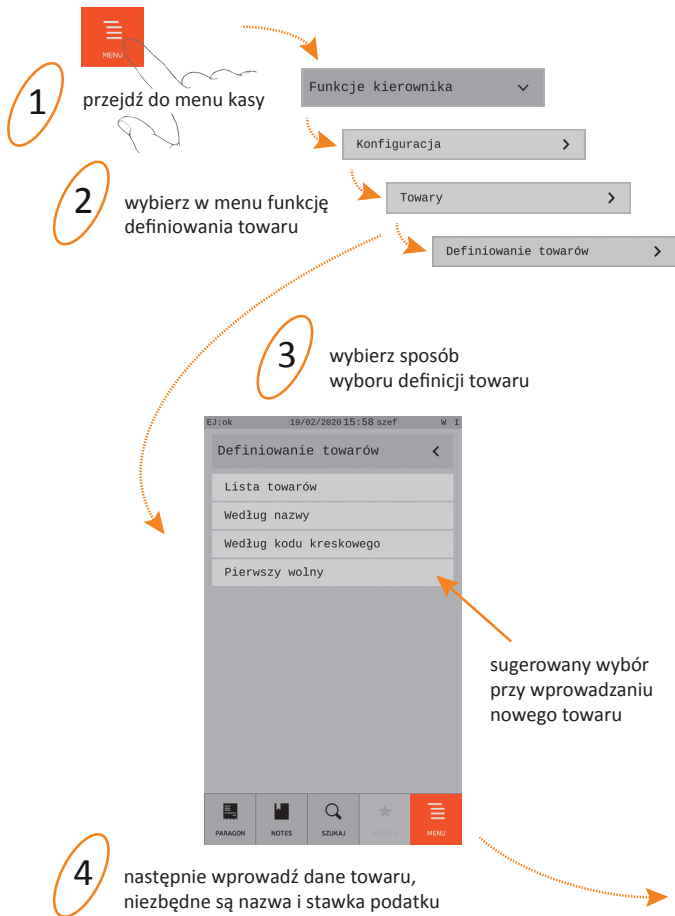 MENU
1
przejdź do menu kasy
Funkcje kierownika
Konfiguracja
Towary
Definiowanie towarów
2
wybierz w menu funkcję
definiowania towaru
3
wybierz sposób
wyboru definicji towaru
EJ:ok 19/02/2020 15:58 szef W I
Definiowanie towarów
Lista towarów
Według nazwy
Według kodu kreskowego
Pierwszy wolny
sugerowany wybór
przy wprowadzaniu
nowego towaru
PARAGON NOTES SZUKAJ MENU
4
następnie wprowadź dane towaru,
niezbędne są nazwa i stawka podatku